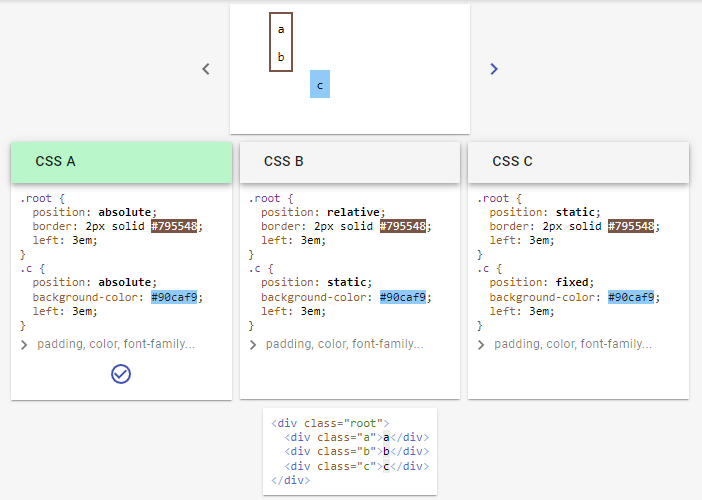 a
b
c
CSS A
CSS B
CSS C
.root {
  position: absolute;
  border: 2px solid #795548;
  left: 3em;
}
.c {
  position: absolute;
  background-color: #90caf9;
  left: 3em;
}
padding, color, font-family...
.root {
  position: relative;
  border: 2px solid #795548;
  left: 3em;
}
.c {
  position: static;
  background-color: #90caf9;
  left: 3em;
}
padding, color, font-family...
.root {
  position: static;
  border: 2px solid #795548;
  left: 3em;
}
.c {
  position: fixed;
  background-color: #90caf9;
  left: 3em;
}
padding, color, font-family...
<div class="root">
  <div class="a">a</div>
  <div class="b">b</div>
  <div class="c">c</div>
</div>